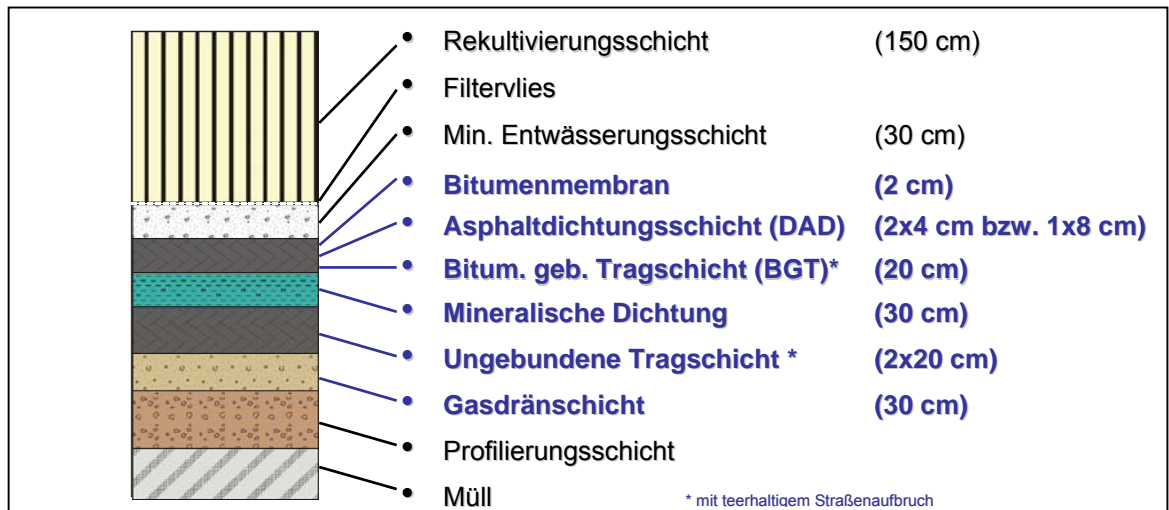 • Rekultivierungsschicht (150 cm)
• Filtervlies
• Min. Entwässerungsschicht (30 cm)
• Bitumenmembran (2 cm)
• Asphaltdichtungsschicht (DAD) (2x4 cm bzw. 1x8 cm)
• Bitum. geb. Tragschicht (BGT)* (20 cm)
• Mineralische Dichtung (30 cm)
• Ungebundene Tragschicht * (2x20 cm)
• Gasdränschicht (30 cm)
• Profilierungsschicht
• Müll * mit teerhaltigem Straßenaufbruch